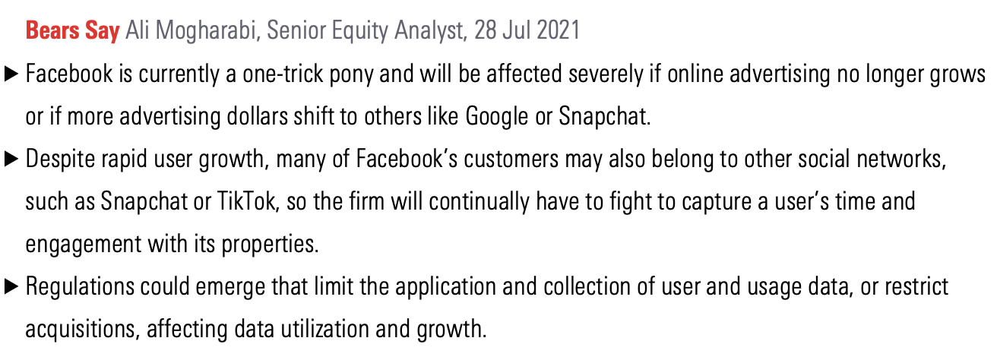 Bears Say Ali Mogharabi, Senior Equity Analyst, 28 Jul 2021
▶ Facebook is currently a one-trick pony and will be affected severely if online advertising no longer grows
or if more advertising dollars shift to others like Google or Snapchat.
▶ Despite rapid user growth, many of Facebook’s customers may also belong to other social networks,
such as Snapchat or TikTok, so the firm will continually have to fight to capture a user’s time and
engagement with its properties.
▶ Regulations could emerge that limit the application and collection of user and usage data, or restrict
acquisitions, affecting data utilization and growth.